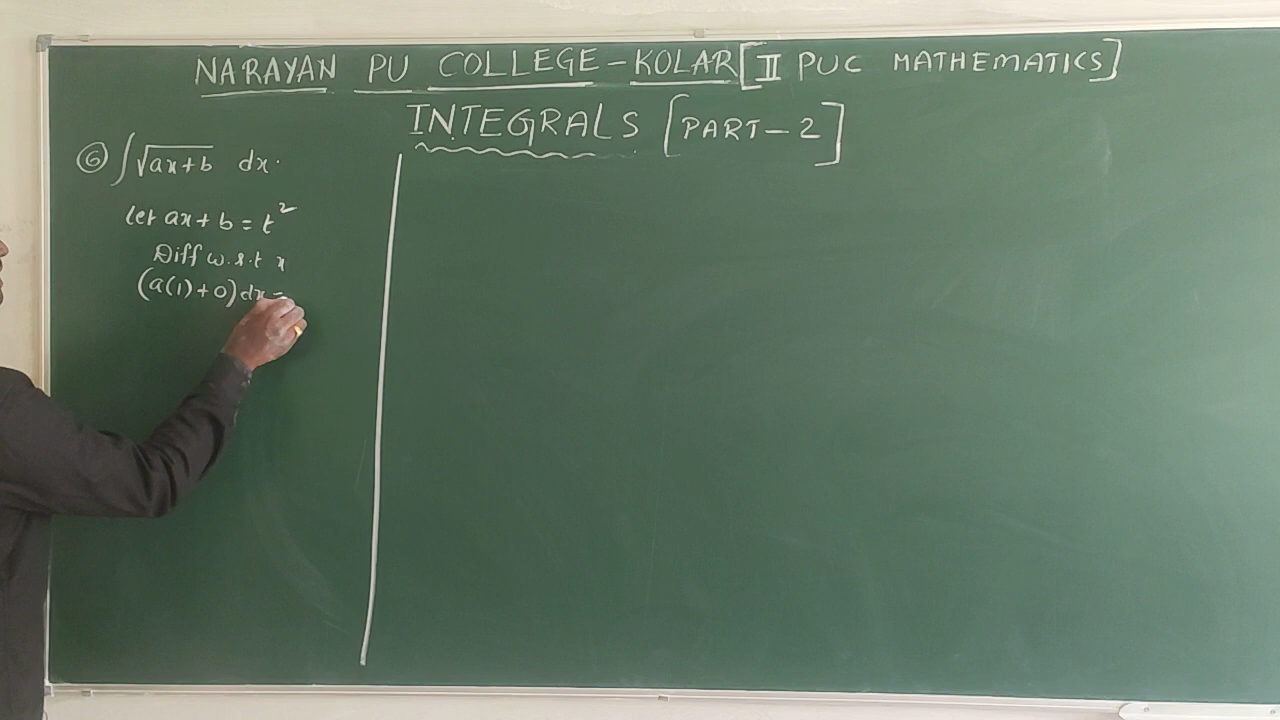 NARAYAN PU COLLEGE-KOLAR[II PUC MATHEMATICS]
INTEGRALS [PART-2]
⑥ ∫√ax+b dx.
Let ax+b = t²
Diff w.r.t x
(a(1)+0)dx =